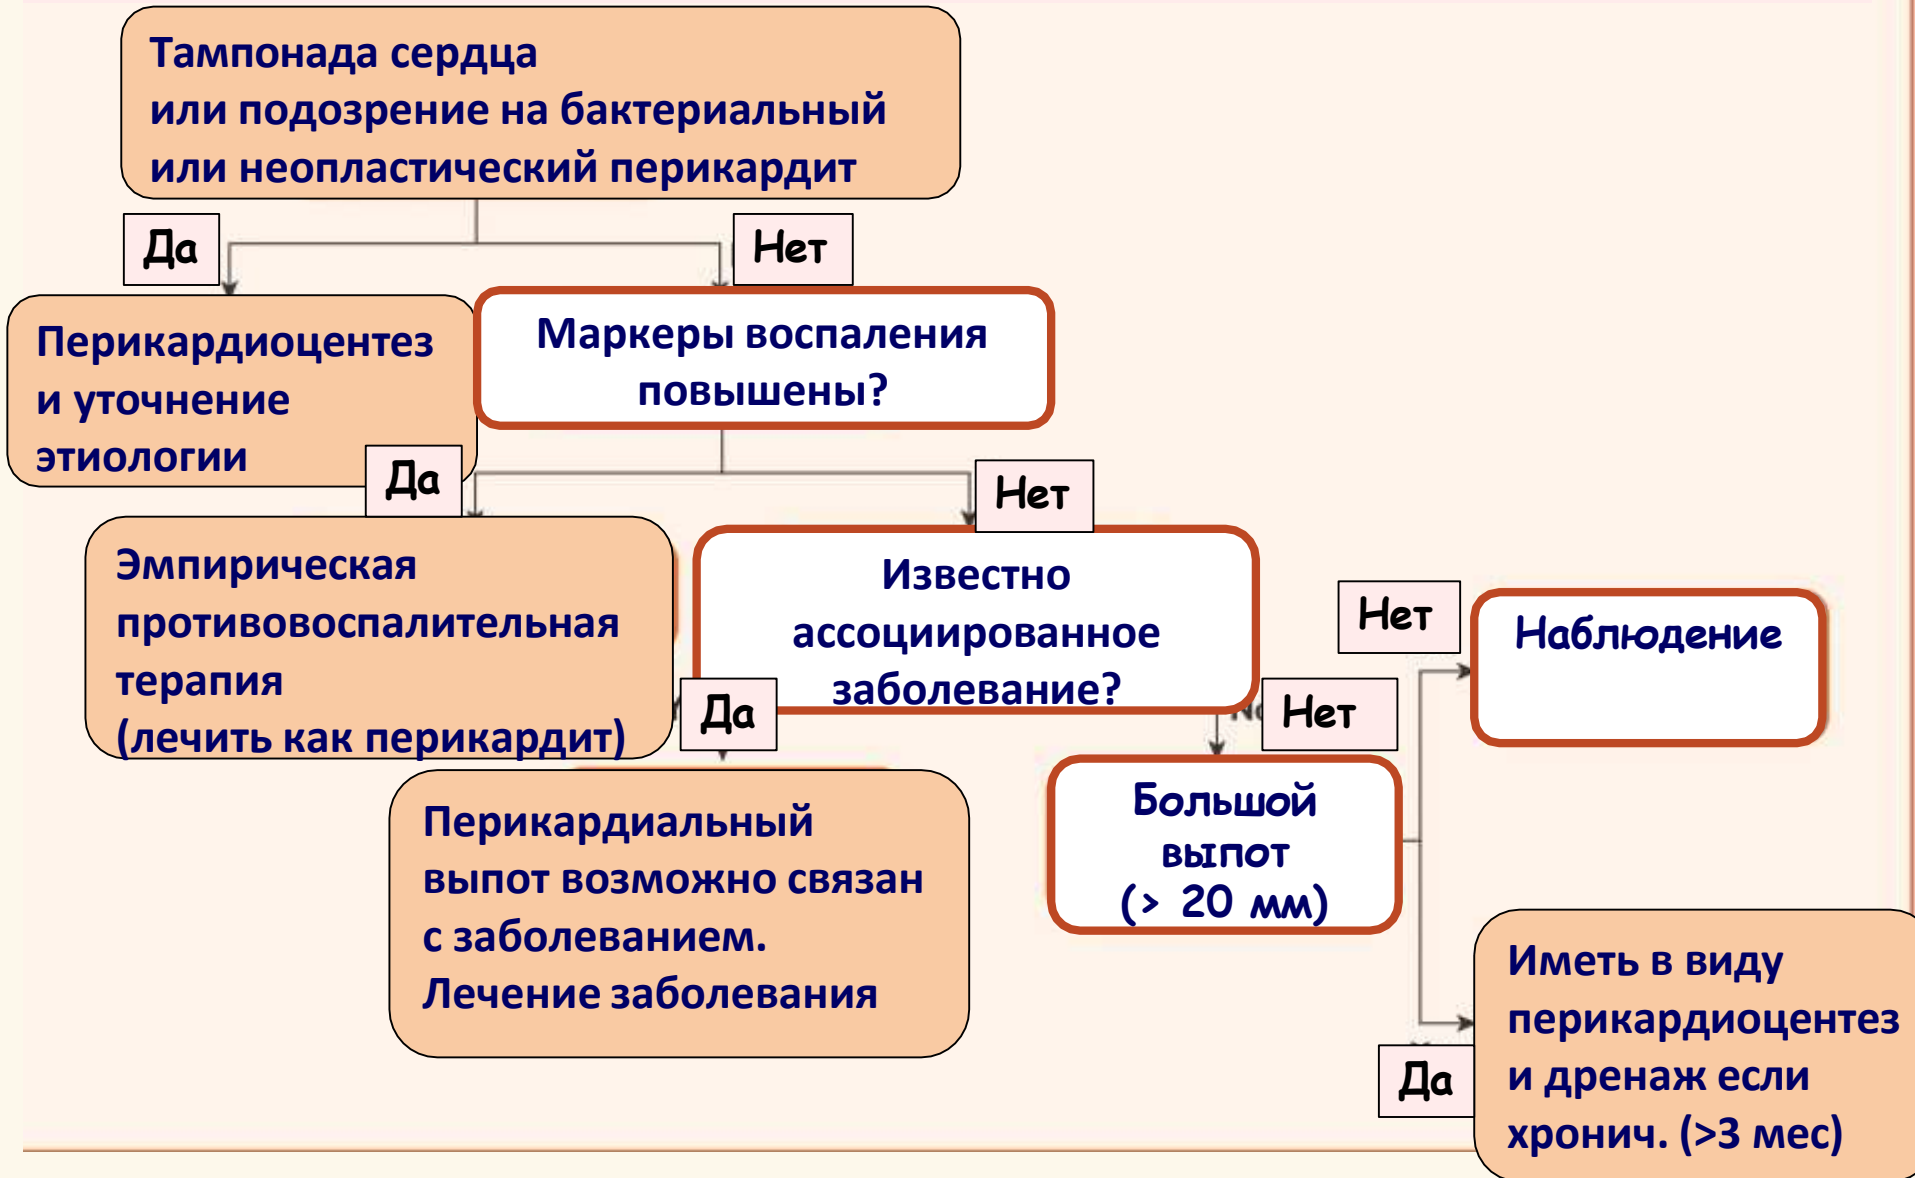 Тампонада сердца
или подозрение на бактериальный
или неопластический перикардит
Да
Нет
Перикардиоцентез
и уточнение
этиологии
Маркеры воспаления
повышены?
Да
Нет
Эмпирическая
противовоспалительная
терапия
(лечить как перикардит)
Известно
ассоциированное
заболевание?
Да
Нет
Перикардиальный
выпот возможно связан
с заболеванием.
Лечение заболевания
Большой
выпот
(> 20 мм)
Нет
Наблюдение
Да
Иметь в виду
перикардиоцентез
и дренаж если
хронич. (>3 мес)